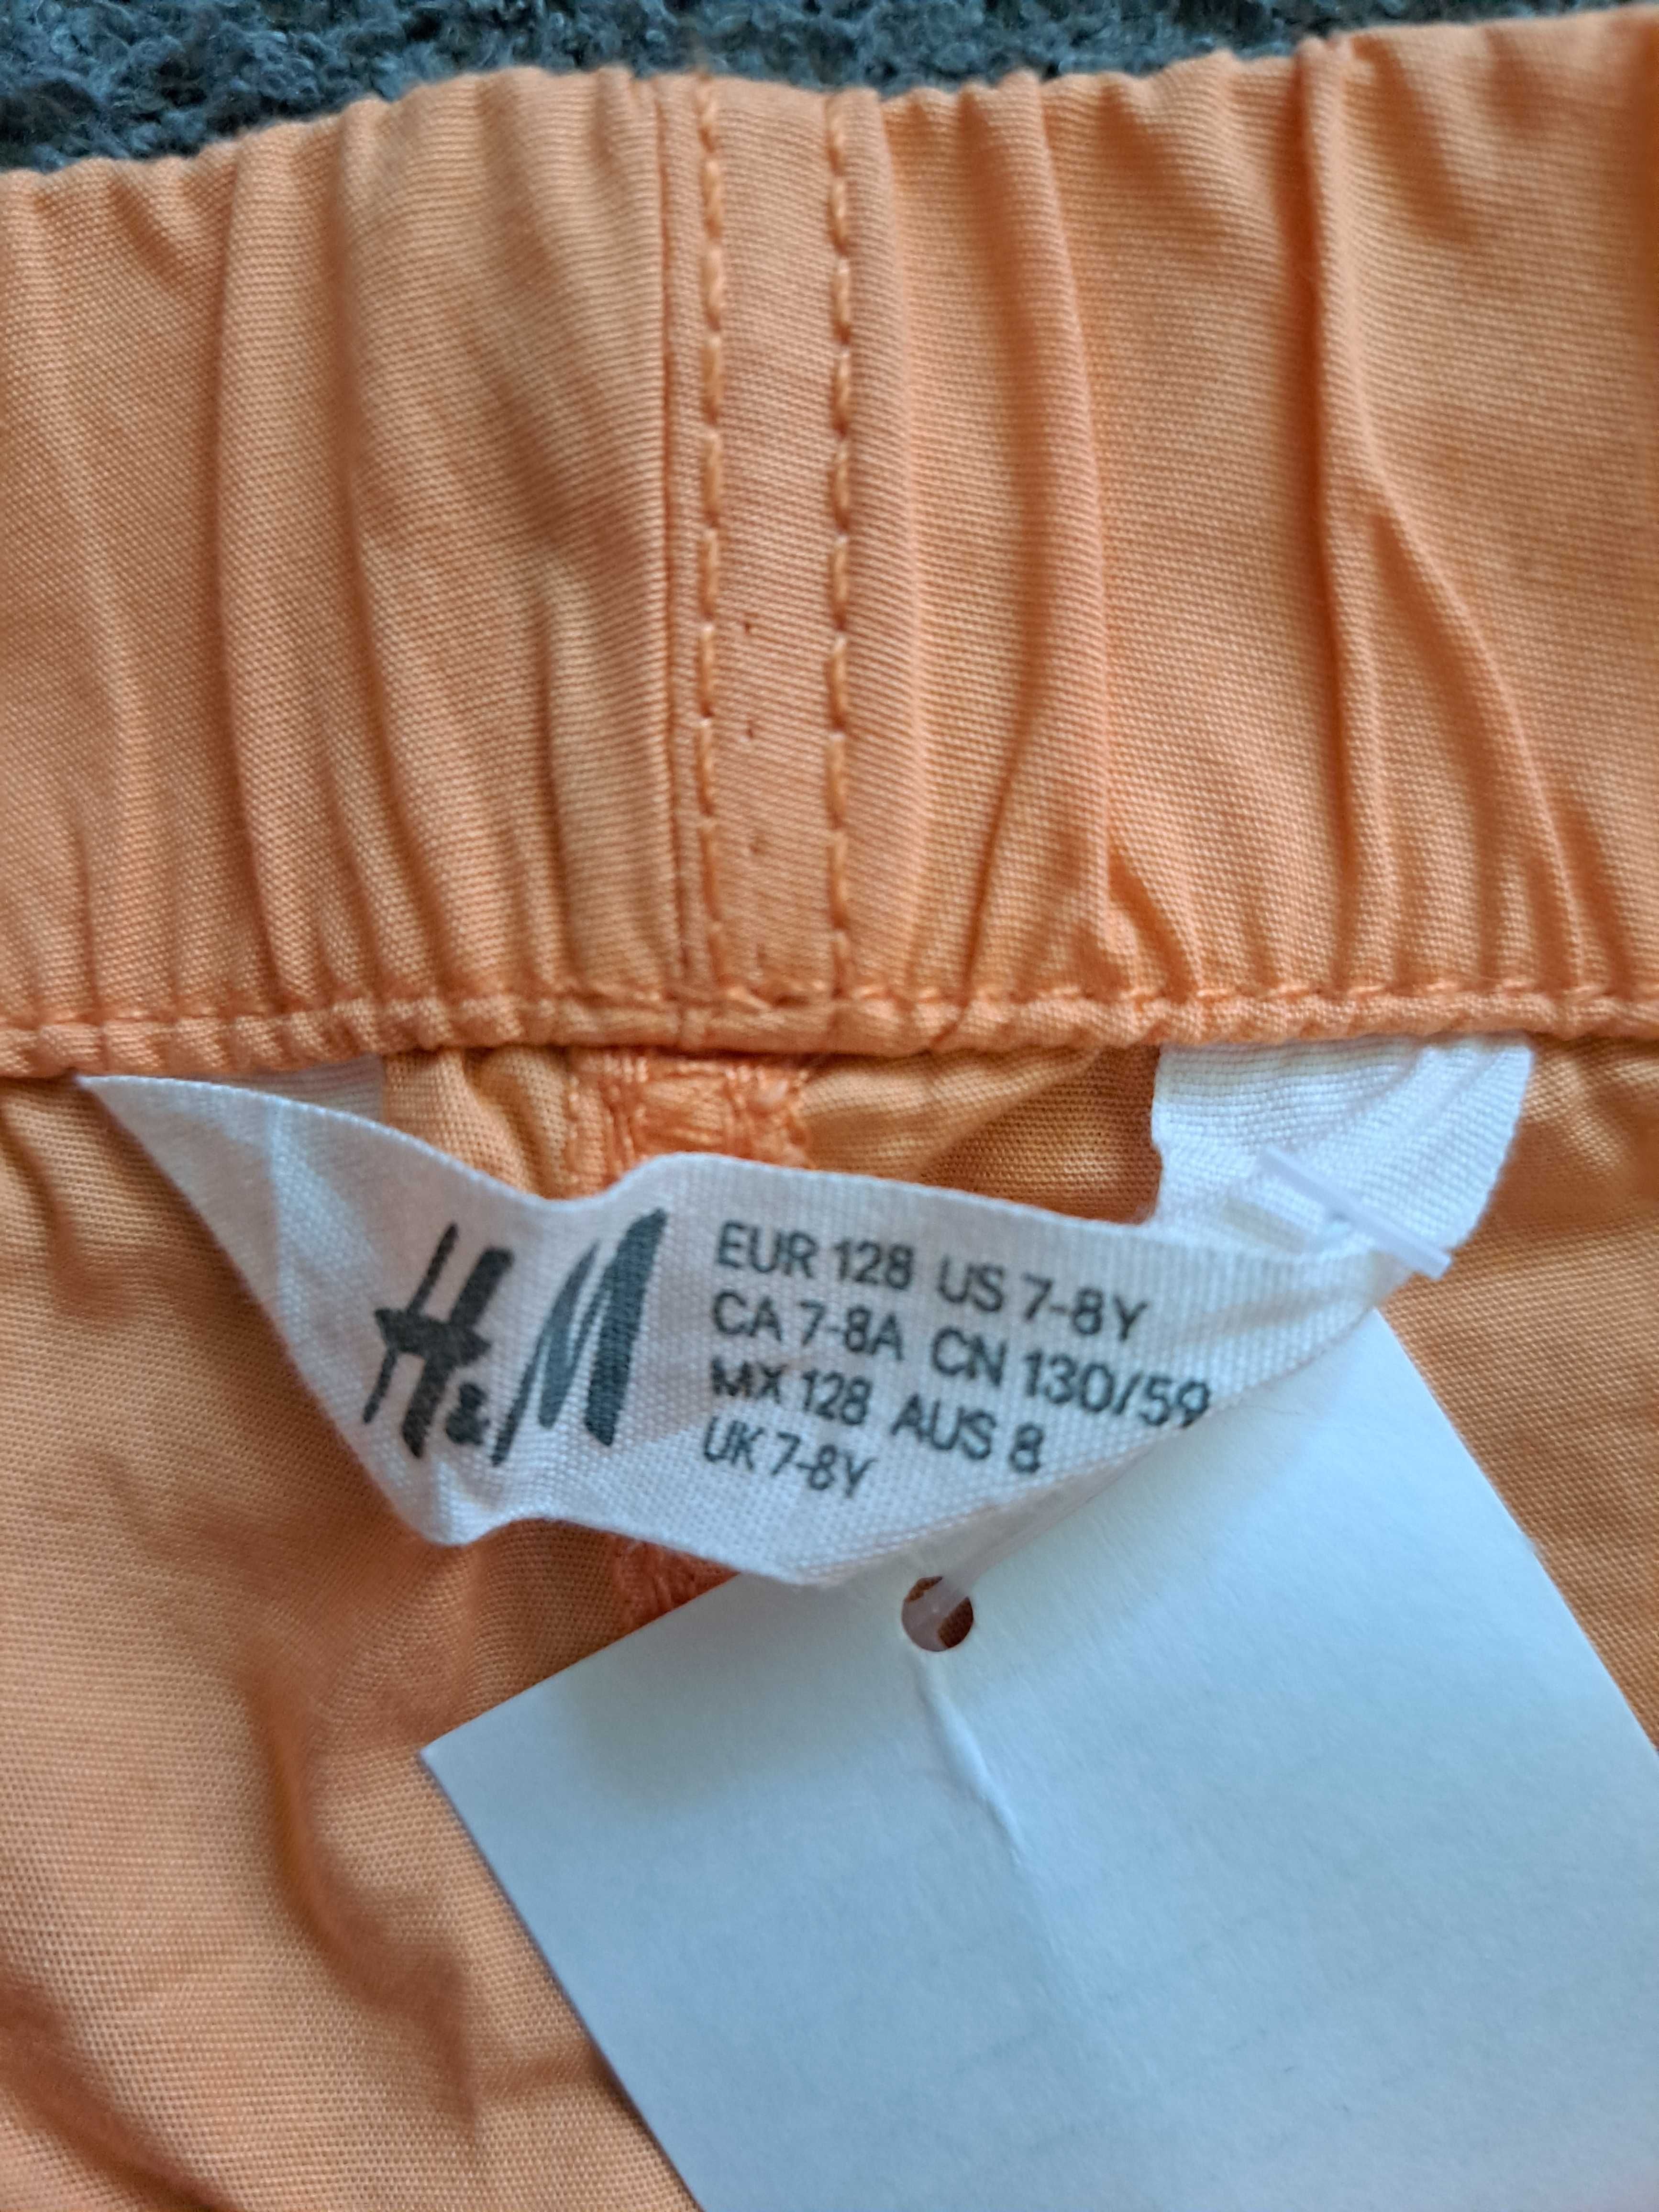 H&M
EUR 128 US 7-8Y
CA 7-8A CN 130/59
MX 128 AUS 8
UK 7-8Y